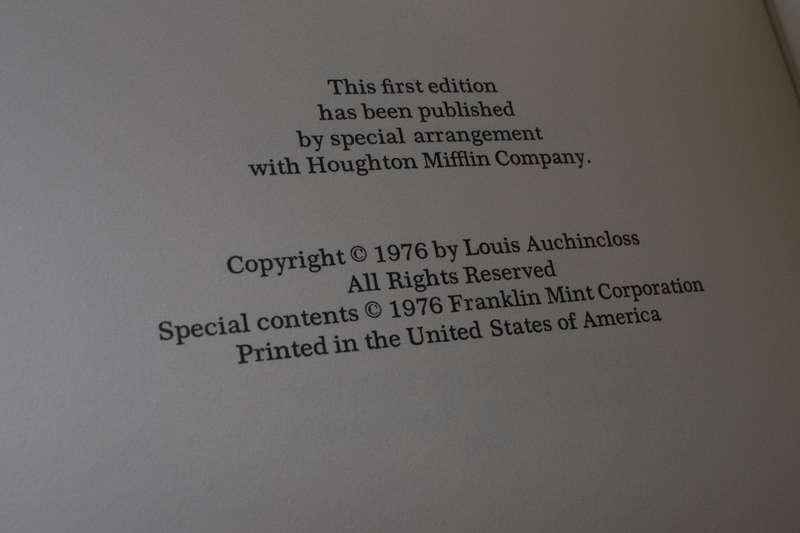 This first edition
has been published
by special arrangement
with Houghton Mifflin Company.
Copyright © 1976 by Louis Auchincloss
All Rights Reserved
Special contents © 1976 Franklin Mint Corporation
Printed in the United States of America